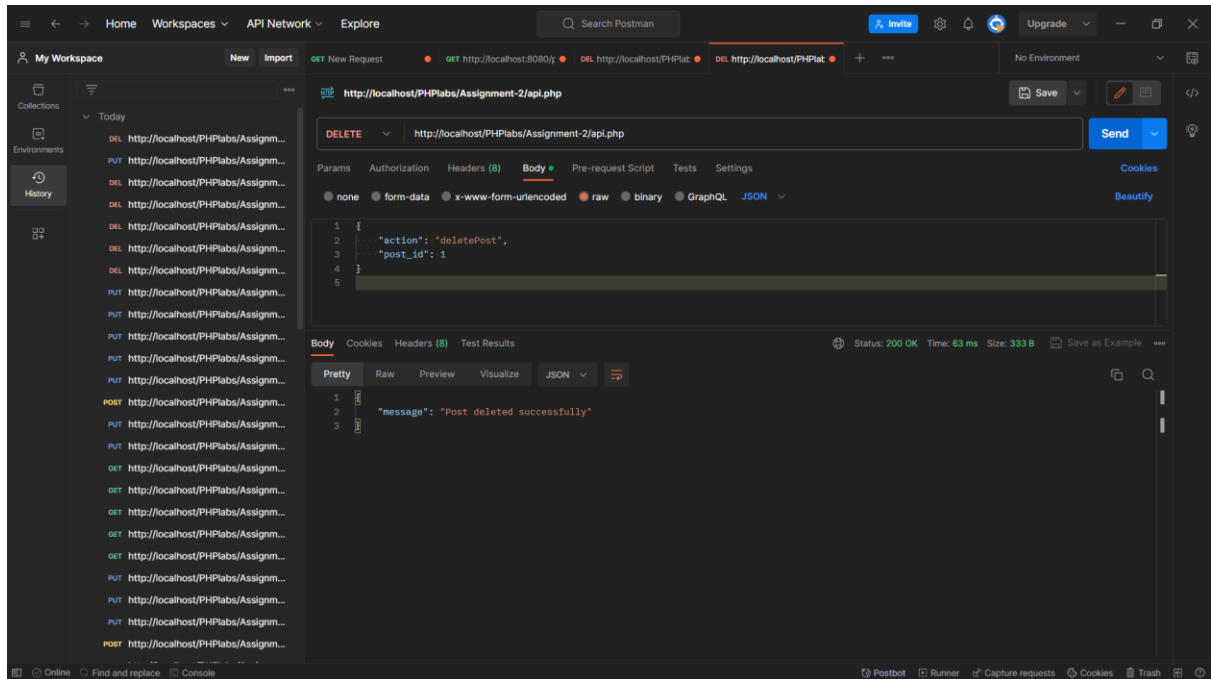 Home Workspaces API Network Explore Search Postman Invite Upgrade
My Workspace New Import GET New Request GET http://localhost:8080/p DEL http://localhost/PHPlab DEL http://localhost/PHPlab No Environment
Collections
Environments
History
Today
DEL http://localhost/PHPlabs/Assignm...
PUT http://localhost/PHPlabs/Assignm...
DEL http://localhost/PHPlabs/Assignm...
DEL http://localhost/PHPlabs/Assignm...
DEL http://localhost/PHPlabs/Assignm...
DEL http://localhost/PHPlabs/Assignm...
DEL http://localhost/PHPlabs/Assignm...
PUT http://localhost/PHPlabs/Assignm...
PUT http://localhost/PHPlabs/Assignm...
PUT http://localhost/PHPlabs/Assignm...
PUT http://localhost/PHPlabs/Assignm...
PUT http://localhost/PHPlabs/Assignm...
POST http://localhost/PHPlabs/Assignm...
PUT http://localhost/PHPlabs/Assignm...
PUT http://localhost/PHPlabs/Assignm...
GET http://localhost/PHPlabs/Assignm...
GET http://localhost/PHPlabs/Assignm...
GET http://localhost/PHPlabs/Assignm...
GET http://localhost/PHPlabs/Assignm...
GET http://localhost/PHPlabs/Assignm...
PUT http://localhost/PHPlabs/Assignm...
PUT http://localhost/PHPlabs/Assignm...
PUT http://localhost/PHPlabs/Assignm...
POST http://localhost/PHPlabs/Assignm...
HTTP http://localhost/PHPlabs/Assignment-2/api.php Save
DELETE http://localhost/PHPlabs/Assignment-2/api.php Send
Params Authorization Headers (8) Body Pre-request Script Tests Settings Cookies
none form-data x-www-form-urlencoded raw binary GraphQL JSON Beautify
1 {
2 "action": "deletePost",
3 "post_id": 1
4 }
5
Body Cookies Headers (8) Test Results Status: 200 OK Time: 63 ms Size: 333 B Save as Example
Pretty Raw Preview Visualize JSON
1 {
2 "message": "Post deleted successfully"
3 }
Online Find and replace Console Postbot Runner Capture requests Cookies Trash